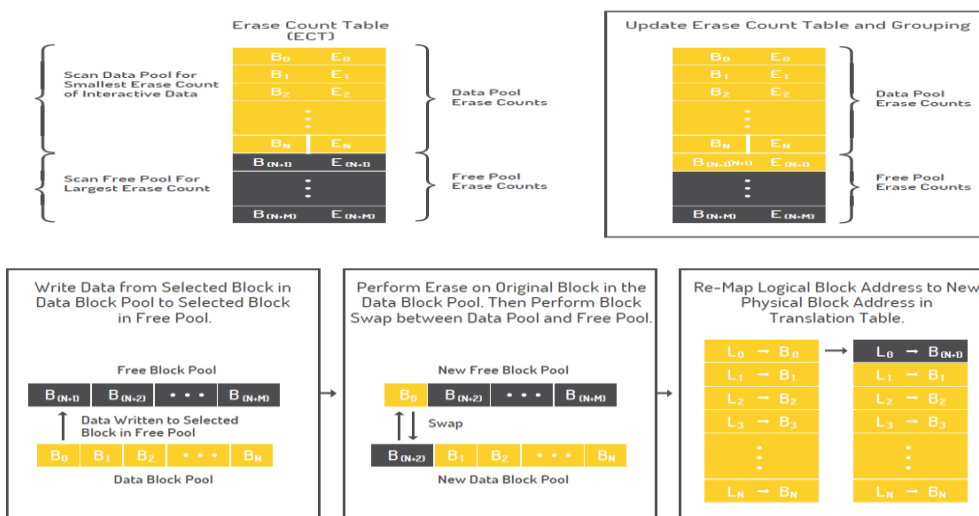 Erase Count Table
(ECT)
Scan Data Pool for
Smallest Erase Count
of Interactive Data
Scan Free Pool For
Largest Erase Count
B0 E0
B1 E1
B2 E2
BN EN
B(N+1) E(N+1)
B(N+M) E(N+M)
Data Pool
Erase Counts
Free Pool
Erase Counts
Update Erase Count Table and Grouping
B0 E0
B1 E1
B2 E2
BN EN
B(N+1)(N+1) E(N+1)
B(N+M) E(N+M)
Data Pool
Erase Counts
Free Pool
Erase Counts
Write Data from Selected Block in
Data Block Pool to Selected Block
in Free Pool.
Free Block Pool
B(N+1) B(N+2) • • • B(N+M)
Data Written to Selected
Block in Free Pool
B0 B1 B2 • • • BN
Data Block Pool
Perform Erase on Original Block in the
Data Block Pool. Then Perform Block
Swap between Data Pool and Free Pool.
New Free Block Pool
B0 B(N+2) • • • B(N+M)
Swap
B(N+2) B1 B2 • • • BN
New Data Block Pool
Re-Map Logical Block Address to New
Physical Block Address in
Translation Table.
L0 → B0
L1 → B1
L2 → B2
L3 → B3
LN → BN
L0 → B(N+1)
L1 → B1
L2 → B2
L3 → B3
LN → BN